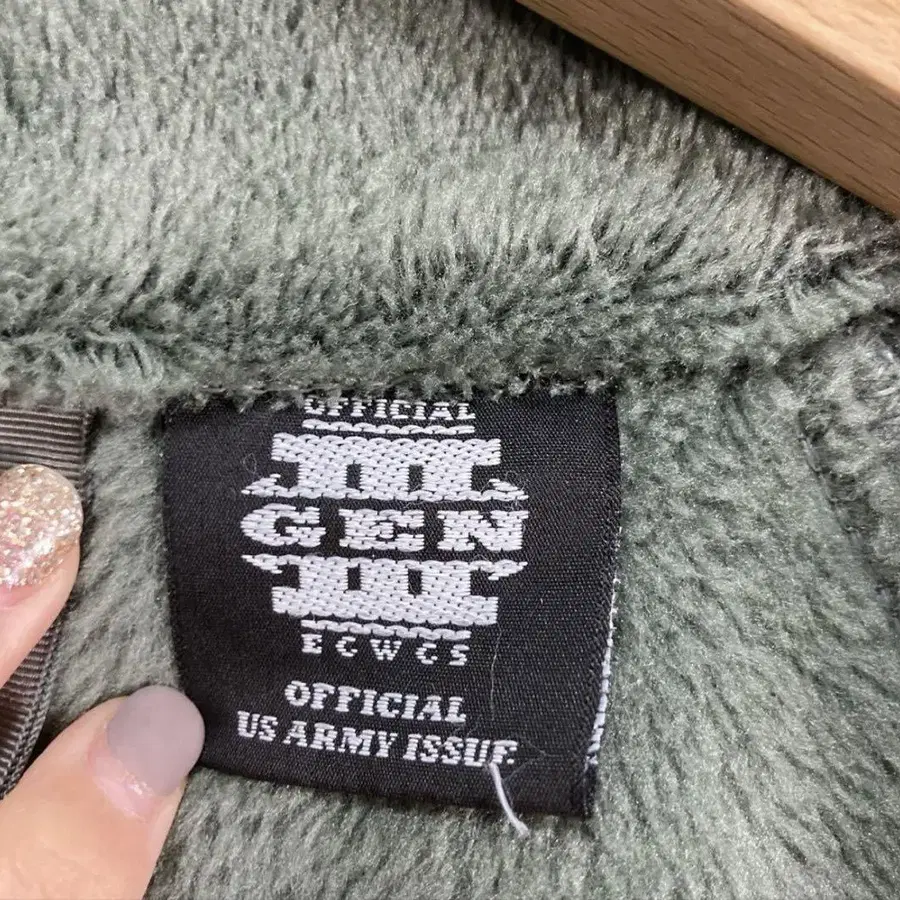 OFFICIAL
III
GEN
III
ECWCS
OFFICIAL
US ARMY ISSUE